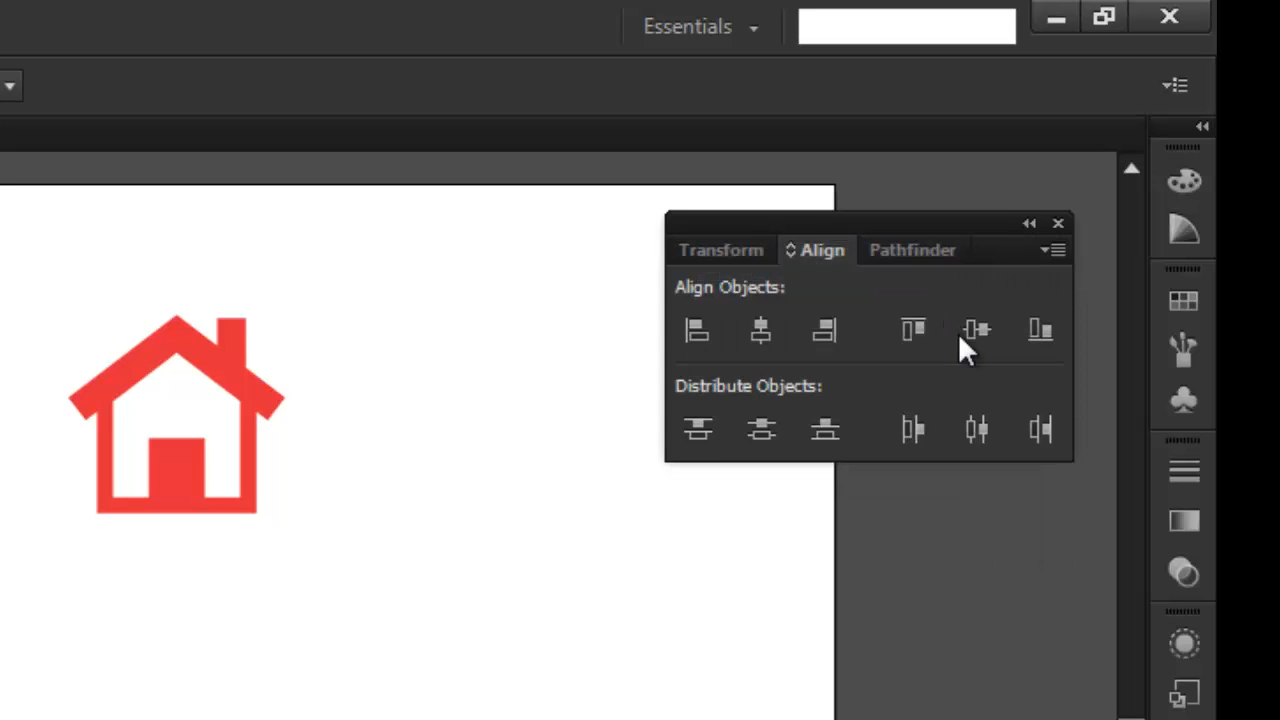 Essentials
Transform Align Pathfinder
Align Objects:
Distribute Objects: